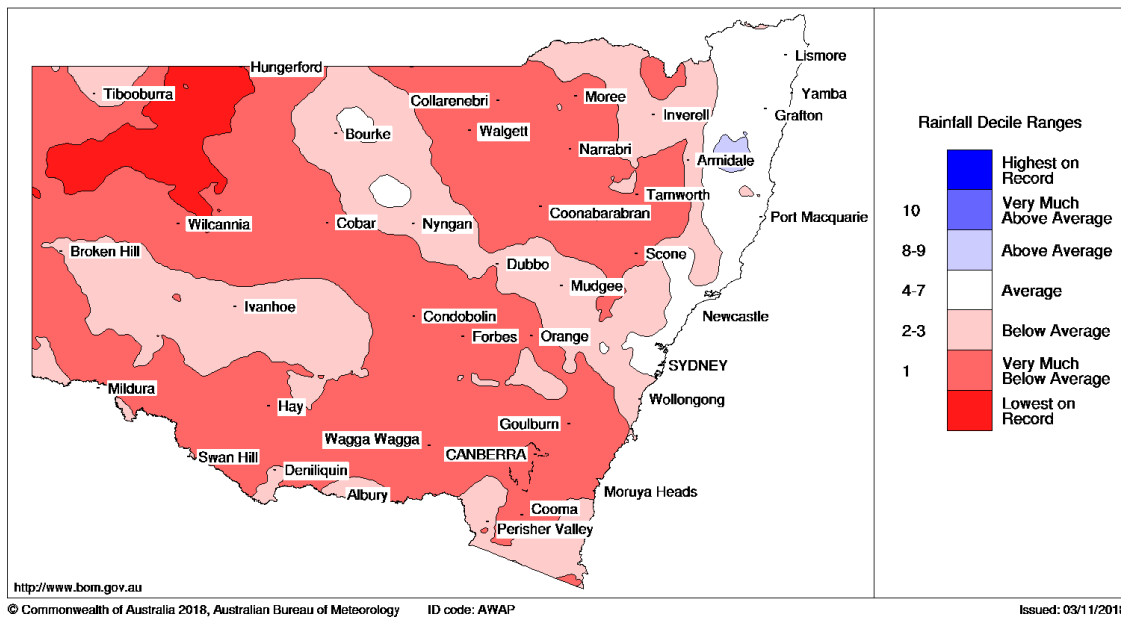 Hungerford
Lismore
Tibooburra
Collarenebri
Moree
Yamba
Grafton
Inverell
Bourke
Walgett
Narrabri
Armidale
Tamworth
Coonabarabran
Port Macquarie
Wilcannia
Cobar
Nyngan
Broken Hill
Scone
Dubbo
Mudgee
Ivanhoe
Newcastle
Condobolin
Forbes
Orange
SYDNEY
Mildura
Wollongong
Hay
Goulburn
Wagga Wagga
CANBERRA
Swan Hill
Deniliquin
Albury
Moruya Heads
Cooma
Perisher Valley
Rainfall Decile Ranges
Highest on
Record
10
Very Much
Above Average
8-9
Above Average
4-7
Average
2-3
Below Average
1
Very Much
Below Average
Lowest on
Record
http://www.bom.gov.au
© Commonwealth of Australia 2018, Australian Bureau of Meteorology
ID code: AWAP
Issued: 03/11/2018